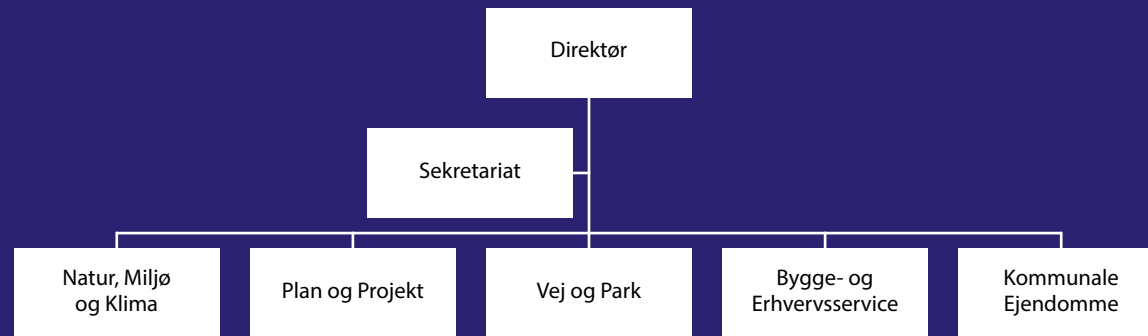 Direktør
Sekretariat
Natur, Miljø
og Klima
Plan og Projekt
Vej og Park
Bygge- og
Erhvervsservice
Kommunale
Ejendomme